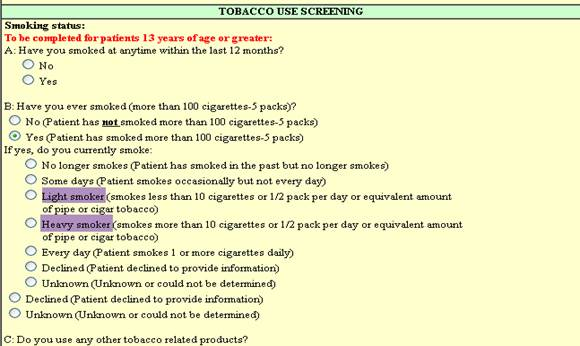 TOBACCO USE SCREENING
Smoking status:
To be completed for patients 13 years of age or greater:
A: Have you smoked at anytime within the last 12 months?
No
Yes
B: Have you ever smoked (more than 100 cigarettes-5 packs)?
No (Patient has not smoked more than 100 cigarettes-5 packs)
Yes (Patient has smoked more than 100 cigarettes-5 packs)
If yes, do you currently smoke:
No longer smokes (Patient has smoked in the past but no longer smokes)
Some days (Patient smokes occasionally but not every day)
Light smoker (smokes less than 10 cigarettes or 1/2 pack per day or equivalent amount
of pipe or cigar tobacco)
Heavy smoker (smokes more than 10 cigarettes or 1/2 pack per day or equivalent amount
of pipe or cigar tobacco)
Every day (Patient smokes 1 or more cigarettes daily)
Declined (Patient declined to provide information)
Unknown (Unknown or could not be determined)
Declined (Patient declined to provide information)
Unknown (Unknown or could not be determined)
C: Do you use any other tobacco related products?